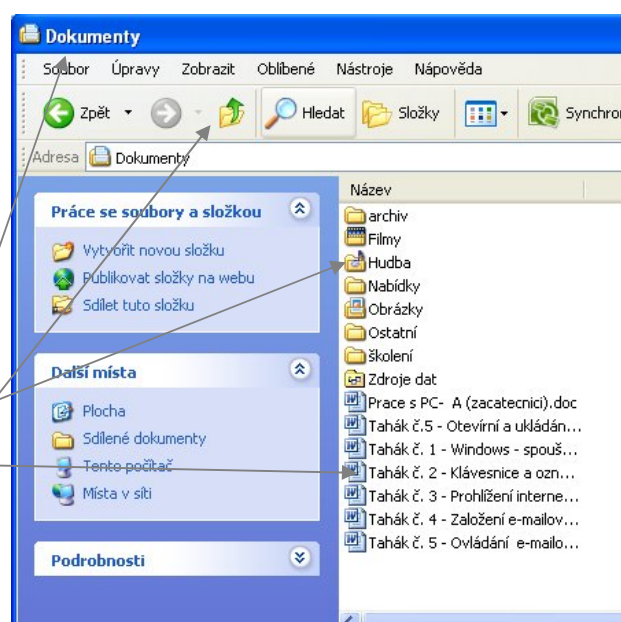 Dokumenty
Soubor Úpravy Zobrazit Oblíbené Nástroje Nápověda
Zpět Hledat Složky Synchron
Adresa Dokumenty
Název
Práce se soubory a složkou
Vytvořit novou složku
Publikovat složky na webu
Sdílet tuto složku
Další místa
Plocha
Sdílené dokumenty
Tento počítač
Místa v síti
Podrobnosti
archiv
Filmy
Hudba
Nabídky
Obrázky
Ostatní
školení
Zdroje dat
Prace s PC- A (zacatecnici).doc
Tahák č.5 - Otevírní a ukládán...
Tahák č. 1 - Windows - spouš...
Tahák č. 2 - Klávesnice a ozn...
Tahák č. 3 - Prohlížení interne...
Tahák č. 4 - Založení e-mailov...
Tahák č. 5 - Ovládání e-mailo...